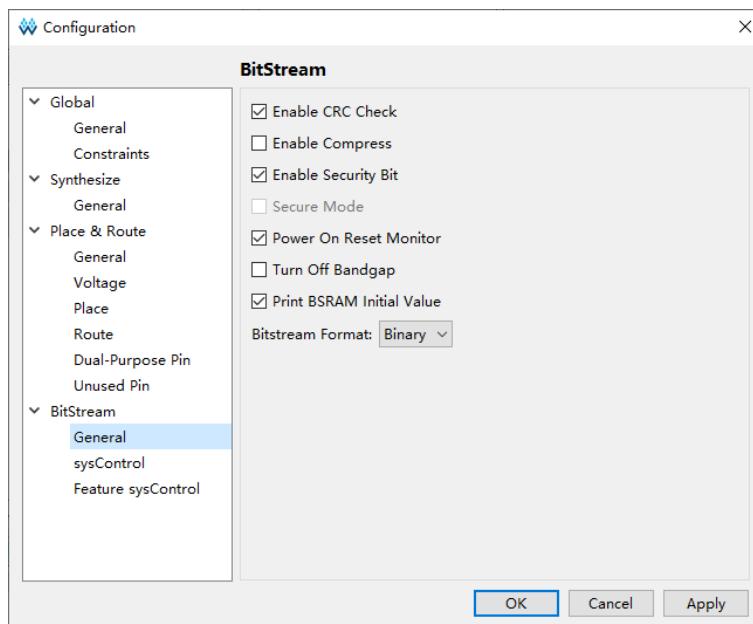 Configuration
BitStream
Global
General
Constraints
Synthesize
General
Place & Route
General
Voltage
Place
Route
Dual-Purpose Pin
Unused Pin
BitStream
General
sysControl
Feature sysControl
Enable CRC Check
Enable Compress
Enable Security Bit
Secure Mode
Power On Reset Monitor
Turn Off Bandgap
Print BSRAM Initial Value
Bitstream Format: Binary
OK Cancel Apply